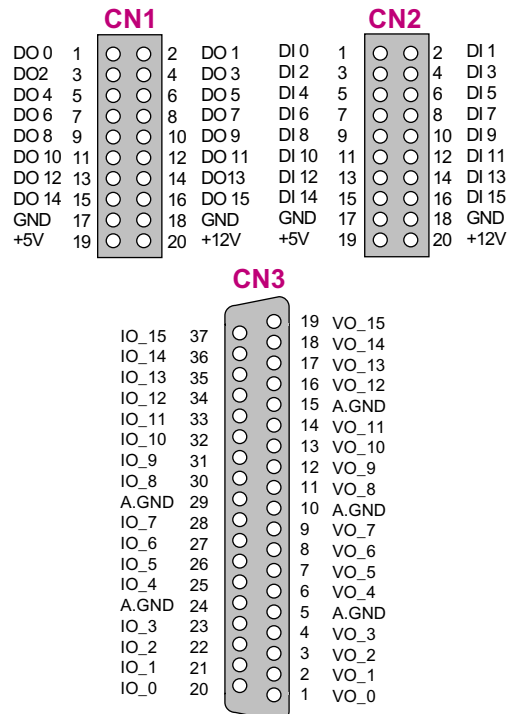 CN1 CN2
DO 0 1 2 DO 1 DI 0 1 2 DI 1
DO2 3 4 DO 3 DI 2 3 4 DI 3
DO 4 5 6 DO 5 DI 4 5 6 DI 5
DO 6 7 8 DO 7 DI 6 7 8 DI 7
DO 8 9 10 DO 9 DI 8 9 10 DI 9
DO 10 11 12 DO 11 DI 10 11 12 DI 11
DO 12 13 14 DO13 DI 12 13 14 DI 13
DO 14 15 16 DO 15 DI 14 15 16 DI 15
GND 17 18 GND GND 17 18 GND
+5V 19 20 +12V +5V 19 20 +12V
CN3
19 VO_15
IO_15 37 18 VO_14
IO_14 36 17 VO_13
IO_13 35 16 VO_12
IO_12 34 15 A.GND
IO_11 33 14 VO_11
IO_10 32 13 VO_10
IO_9 31 12 VO_9
IO_8 30 11 VO_8
A.GND 29 10 A.GND
IO_7 28 9 VO_7
IO_6 27 8 VO_6
IO_5 26 7 VO_5
IO_4 25 6 VO_4
A.GND 24 5 A.GND
IO_3 23 4 VO_3
IO_2 22 3 VO_2
IO_1 21 2 VO_1
IO_0 20 1 VO_0